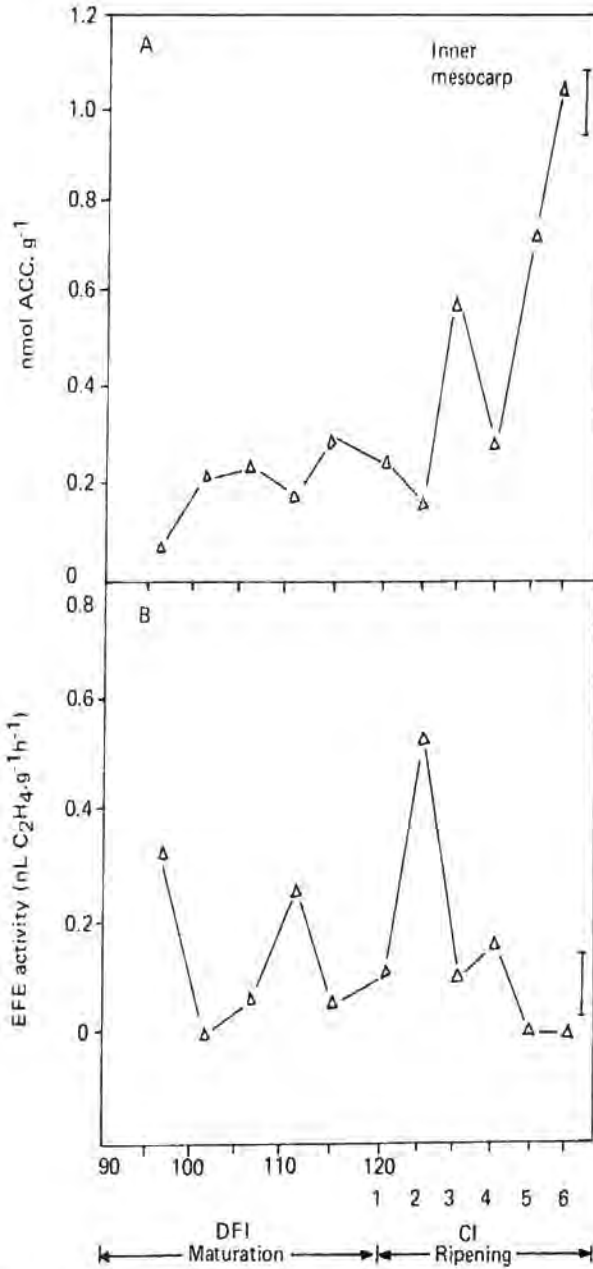 1.2
A
Inner
mesocarp
1.0
0.8
0.6
0.4
0.2
0
nmol ACC. g⁻¹
0.8
B
0.6
0.4
0.2
0
EFE activity (nL C₂H₄.g⁻¹h⁻¹)
90 100 110 120
1 2 3 4 5 6
DFI CI
Maturation Ripening